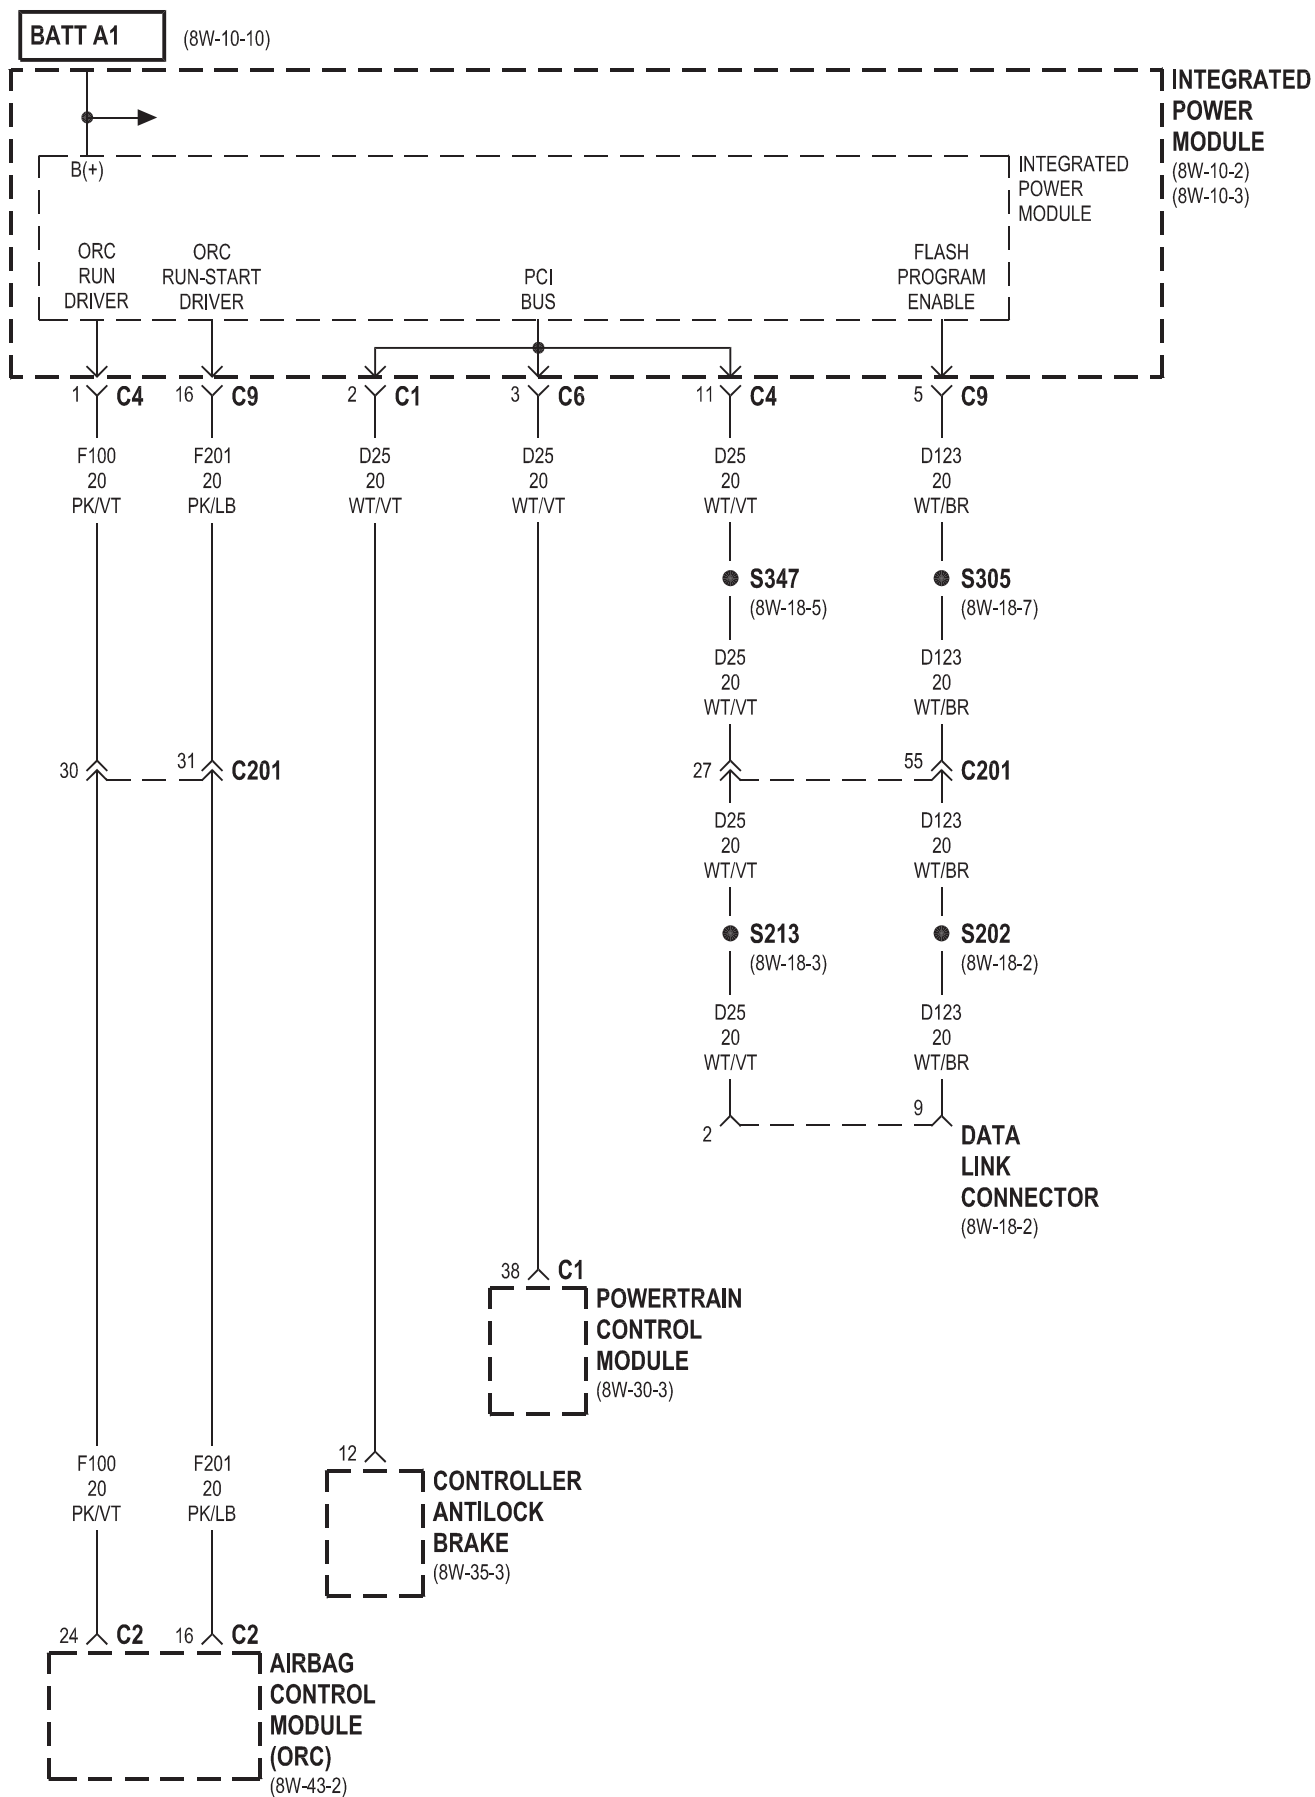 BATT A1
(8W-10-10)
INTEGRATED
POWER
MODULE
(8W-10-2)
(8W-10-3)
B(+)
INTEGRATED
POWER
MODULE
ORC
RUN
DRIVER
ORC
RUN-START
DRIVER
PCI
BUS
FLASH
PROGRAM
ENABLE
1 C4 16 C9 2 C1 3 C6 11 C4 5 C9
F100 F201 D25 D25 D25 D123
20 20 20 20 20 20
PK/VT PK/LB WT/VT WT/VT WT/VT WT/BR
S347 S305
(8W-18-5) (8W-18-7)
D25 D123
20 20
WT/VT WT/BR
30 31 C201 27 55 C201
D25 D123
20 20
WT/VT WT/BR
S213 S202
(8W-18-3) (8W-18-2)
D25 D123
20 20
WT/VT WT/BR
2 9
DATA
LINK
CONNECTOR
(8W-18-2)
38 C1
POWERTRAIN
CONTROL
MODULE
(8W-30-3)
12
CONTROLLER
ANTILOCK
BRAKE
(8W-35-3)
F100 F201
20 20
PK/VT PK/LB
24 C2 16 C2
AIRBAG
CONTROL
MODULE
(ORC)
(8W-43-2)